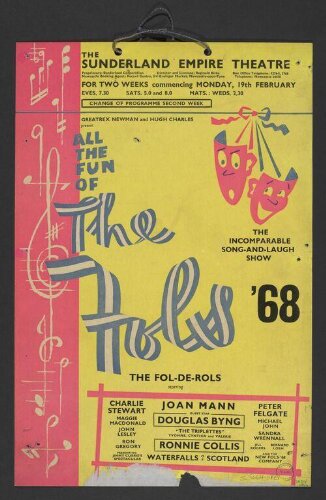 THE
SUNDERLAND EMPIRE THEATRE
FOR TWO WEEKS commencing MONDAY, 19th FEBRUARY
EVES. 7.30 SATS. 5.0 and 8.0 MATS.: WEDS. 2.30
CHANGE OF PROGRAMME SECOND WEEK
GREATREX NEWMAN and HUGH CHARLES
present
ALL
THE
FUN
OF
The
Fols
'68
THE
INCOMPARABLE
SONG-AND-LAUGH
SHOW
THE FOL-DE-ROLS
CHARLIE
STEWART
MAGGIE
MACDONALD
JOHN
LESLEY
RON
GREGORY
JOAN MANN
DOUGLAS BYNG
"THE TRIPLETTES"
YVONNE, CHRISTINE and VALERIE
RONNIE COLLIS
WATERFALLS OF SCOTLAND
PETER
FELGATE
MICHAEL
JOHN
SANDRA
WRENNALL